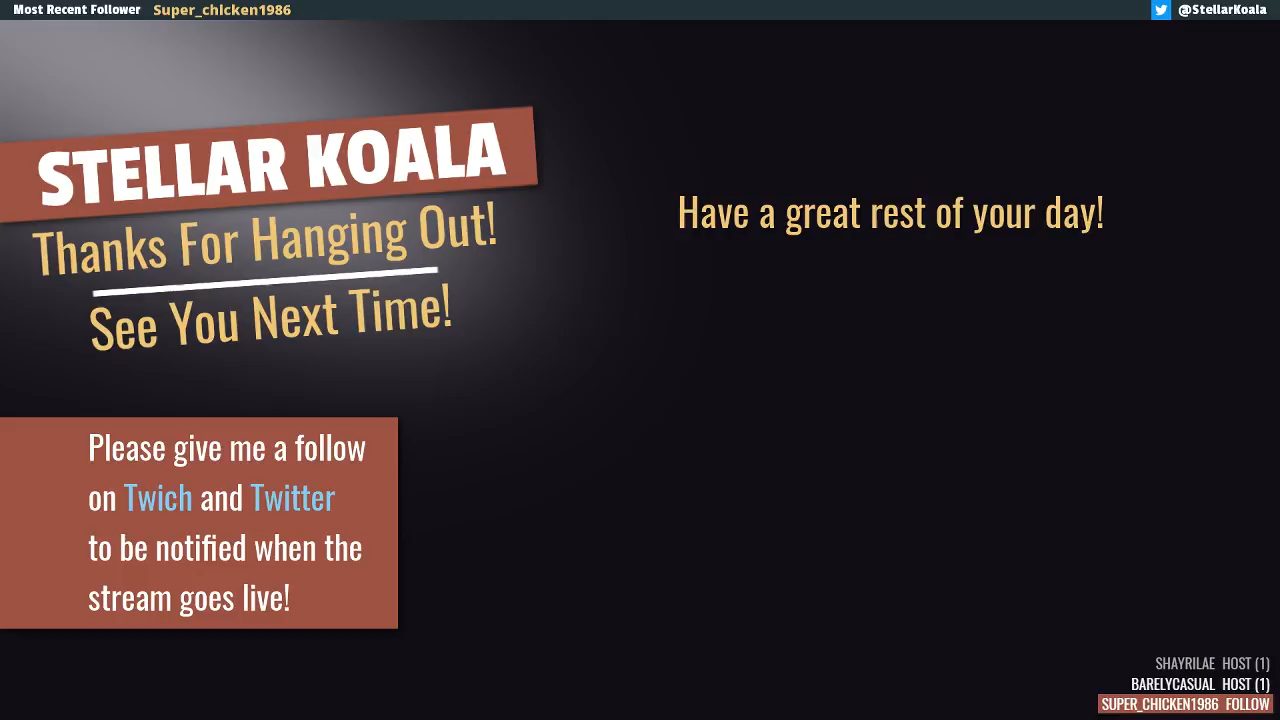 Most Recent Follower Super_chicken1986
@StellarKoala
STELLAR KOALA
Thanks For Hanging Out!
See You Next Time!
Have a great rest of your day!
Please give me a follow
on Twich and Twitter
to be notified when the
stream goes live!
SHAYRILAE HOST (1)
BARELYCASUAL HOST (1)
SUPER_CHICKEN1986 FOLLOW